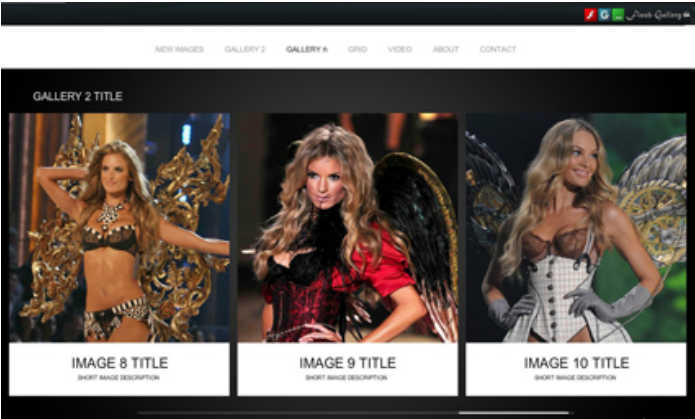 Flash Gallery
NEW IMAGES GALLERY 2 GALLERY n GRID VIDEO ABOUT CONTACT
GALLERY 2 TITLE
IMAGE 8 TITLE IMAGE 9 TITLE IMAGE 10 TITLE
SHORT IMAGE DESCRIPTION SHORT IMAGE DESCRIPTION SHORT IMAGE DESCRIPTION